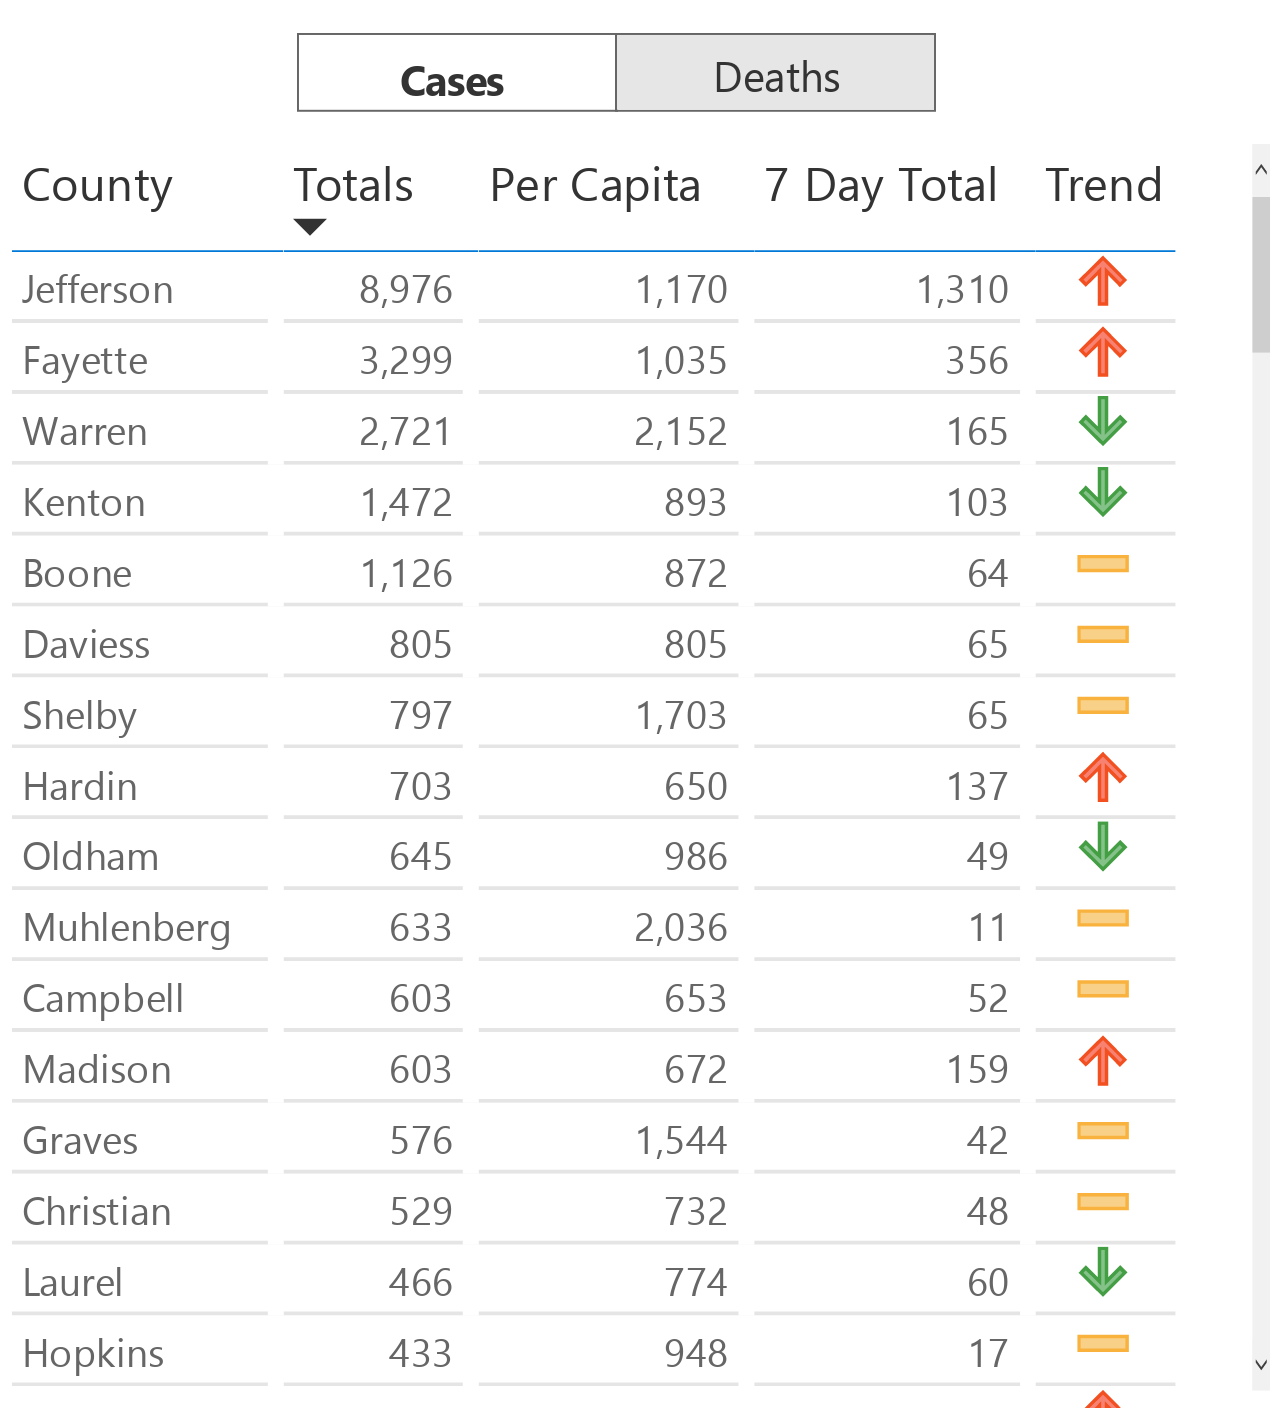 Cases Deaths
County Totals Per Capita 7 Day Total Trend
Jefferson 8,976 1,170 1,310
Fayette 3,299 1,035 356
Warren 2,721 2,152 165
Kenton 1,472 893 103
Boone 1,126 872 64
Daviess 805 805 65
Shelby 797 1,703 65
Hardin 703 650 137
Oldham 645 986 49
Muhlenberg 633 2,036 11
Campbell 603 653 52
Madison 603 672 159
Graves 576 1,544 42
Christian 529 732 48
Laurel 466 774 60
Hopkins 433 948 17